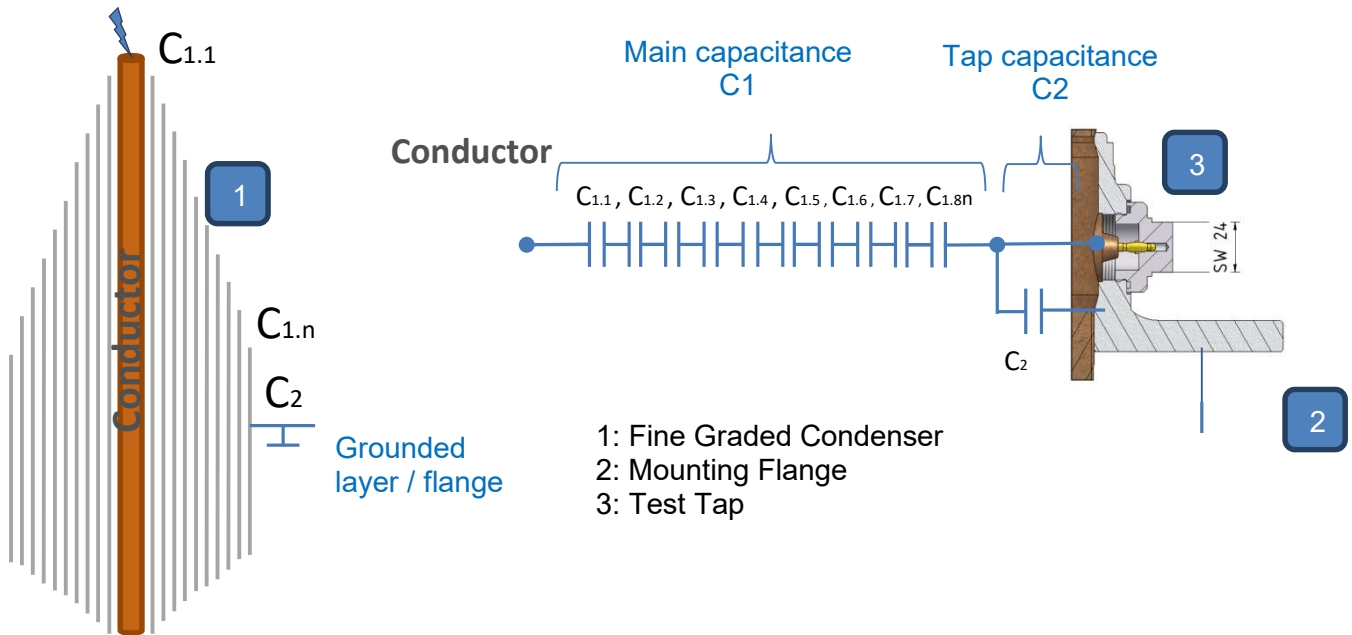 C1.1
1
Conductor
C1.n
C2
Grounded
layer / flange
Main capacitance
C1
Tap capacitance
C2
Conductor
C1.1 , C1.2 , C1.3 , C1.4 , C1.5 , C1.6 , C1.7 , C1.8n
C2
3
SW 24
2
1: Fine Graded Condenser
2: Mounting Flange
3: Test Tap